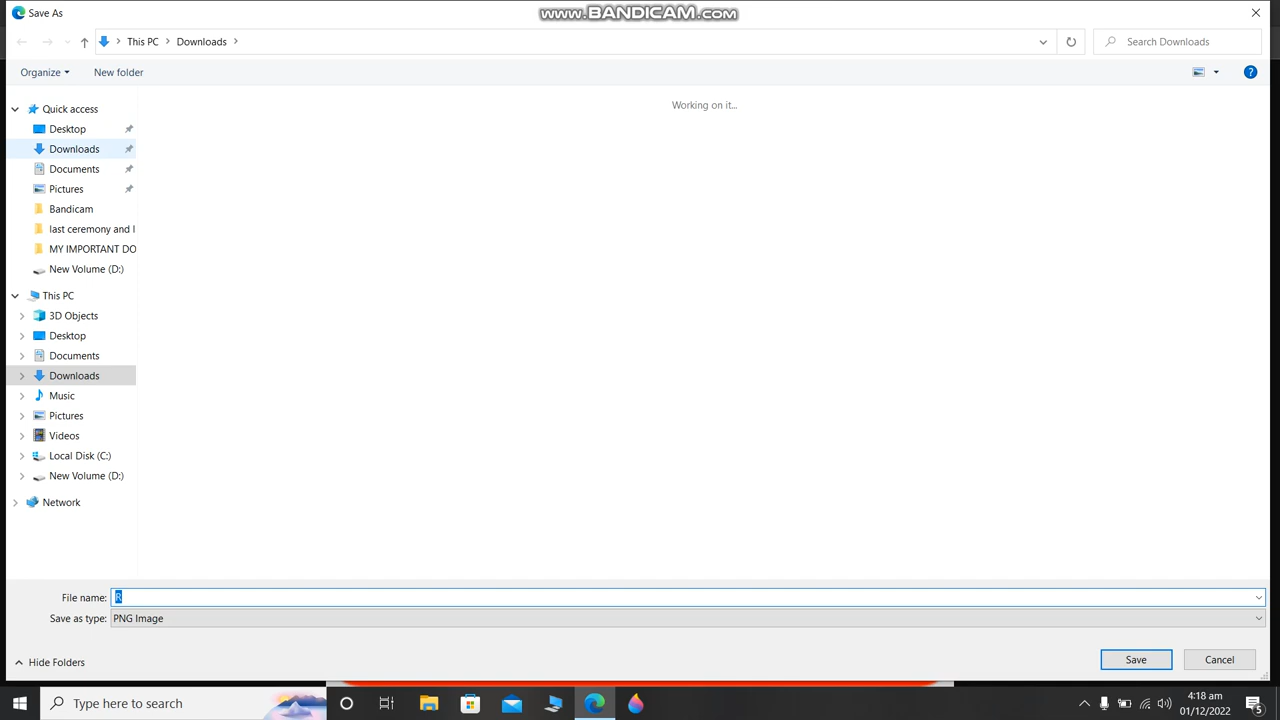 Save As
www.BANDICAM.com
This PC
Downloads
Search Downloads
Organize
New folder
Working on it...
Quick access
Desktop
Downloads
Documents
Pictures
Bandicam
last ceremony and l
MY IMPORTANT DO
New Volume (D:)
This PC
3D Objects
Desktop
Documents
Downloads
Music
Pictures
Videos
Local Disk (C:)
New Volume (D:)
Network
File name: R
Save as type: PNG Image
Hide Folders
Save
Cancel
Type here to search
4:18 am
01/12/2022
5